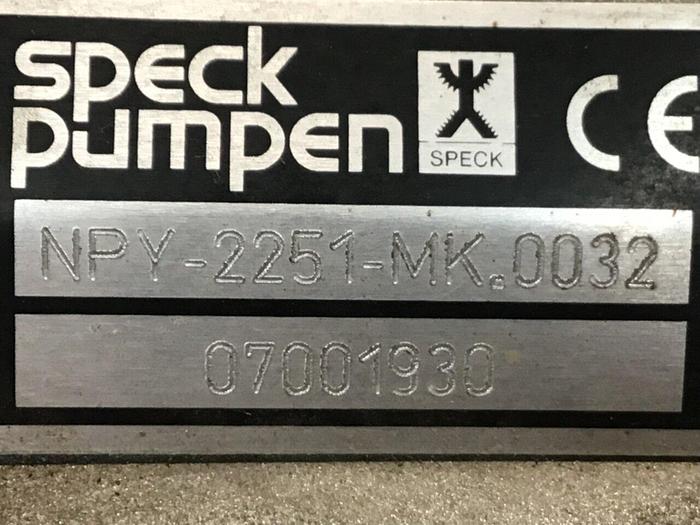 speck
pumpen
SPECK
CE
NPY-2251-MK.0032
07001930